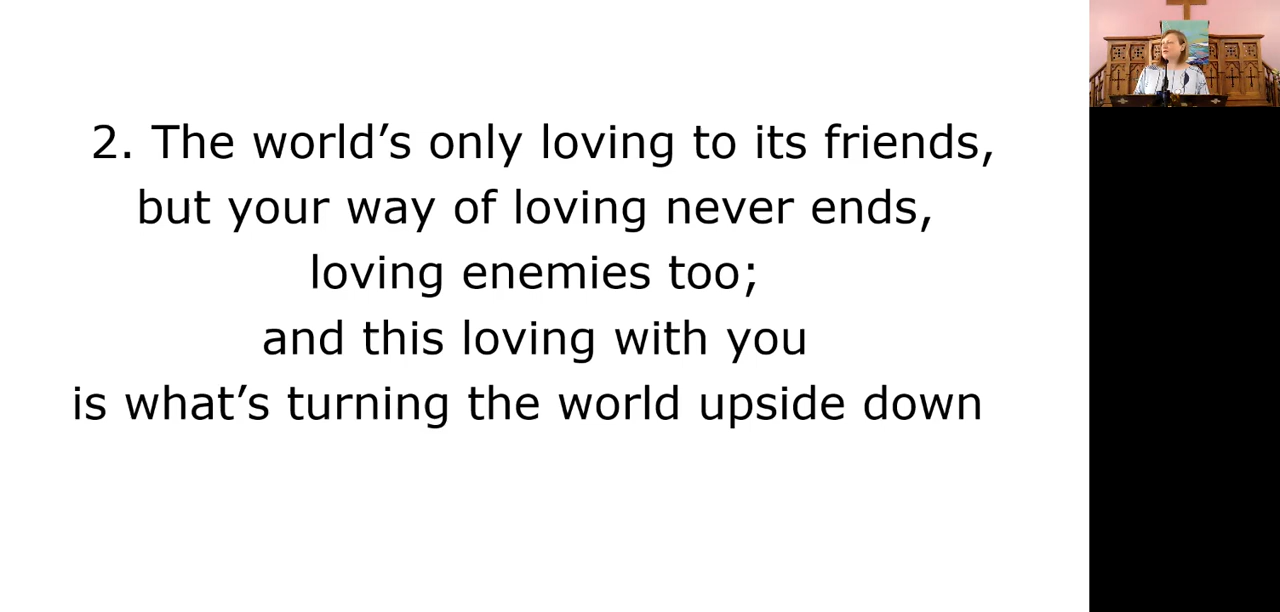 2. The world’s only loving to its friends,
but your way of loving never ends,
loving enemies too;
and this loving with you
is what’s turning the world upside down